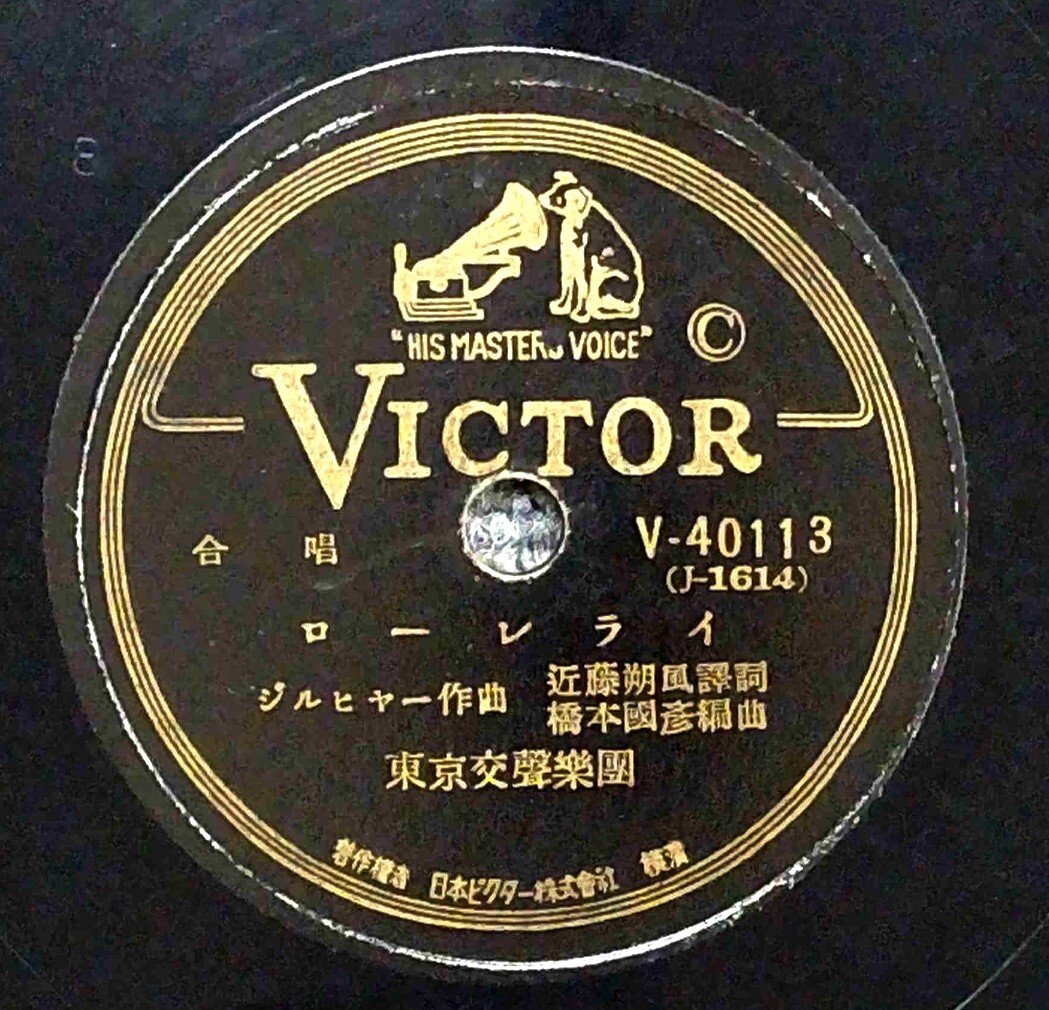 "HIS MASTER'S VOICE"
©
VICTOR
合唱
V-40113
(J-1614)
ローレライ
ジルヒヤー作曲
近藤朔風譯詞
橋本國彦編曲
東京交聲樂團
著作權者 日本ビクター株式會社 横濱